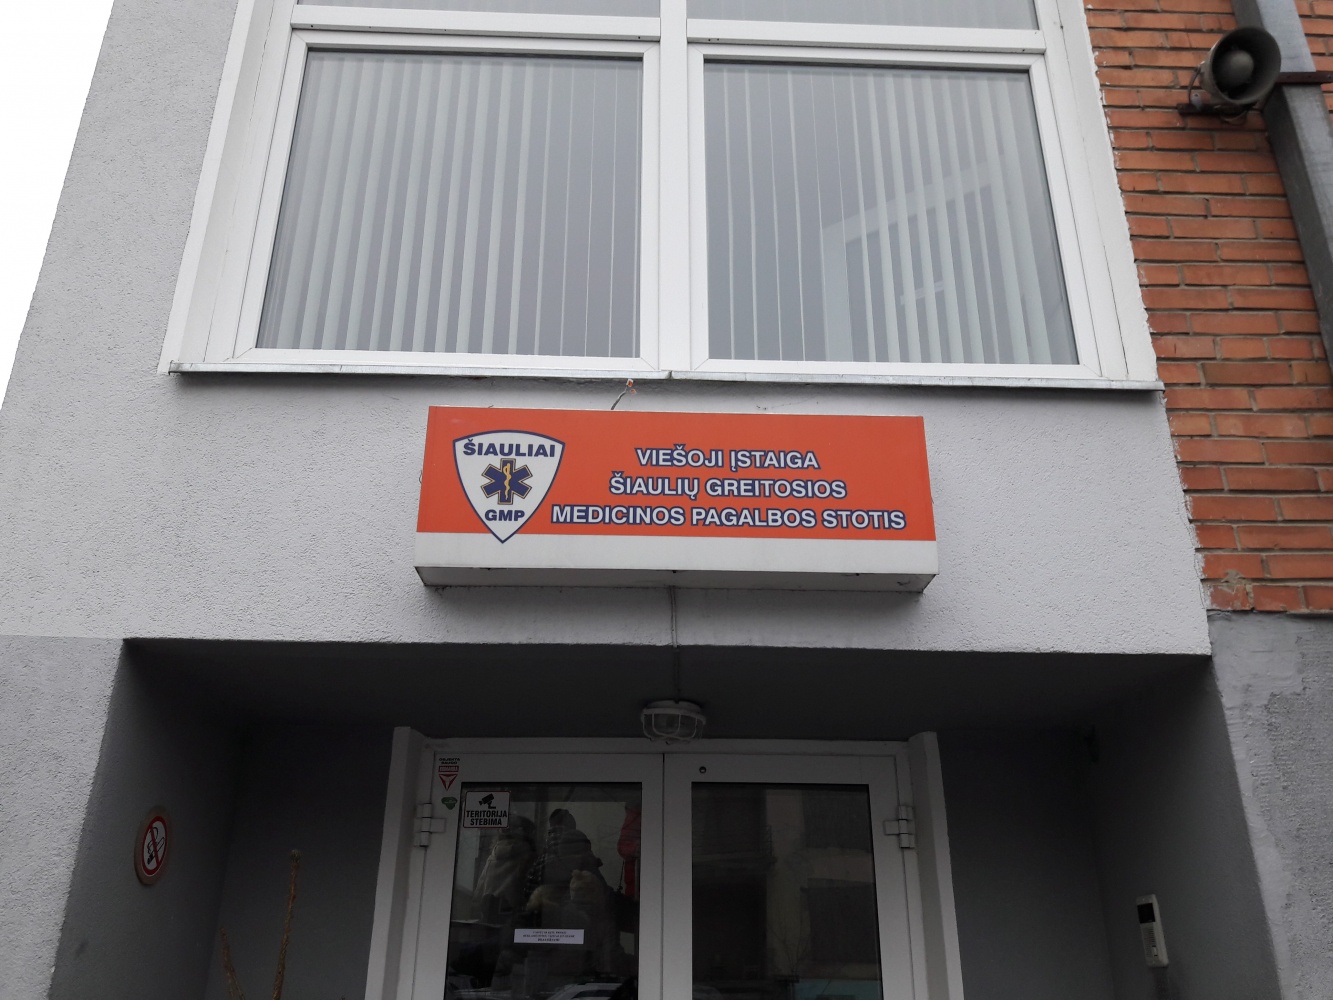 ŠIAULIAI
GMP
VIEŠOJI ĮSTAIGA
ŠIAULIŲ GREITOSIOS
MEDICINOS PAGALBOS STOTIS
TERITORIJA
STEBIMA